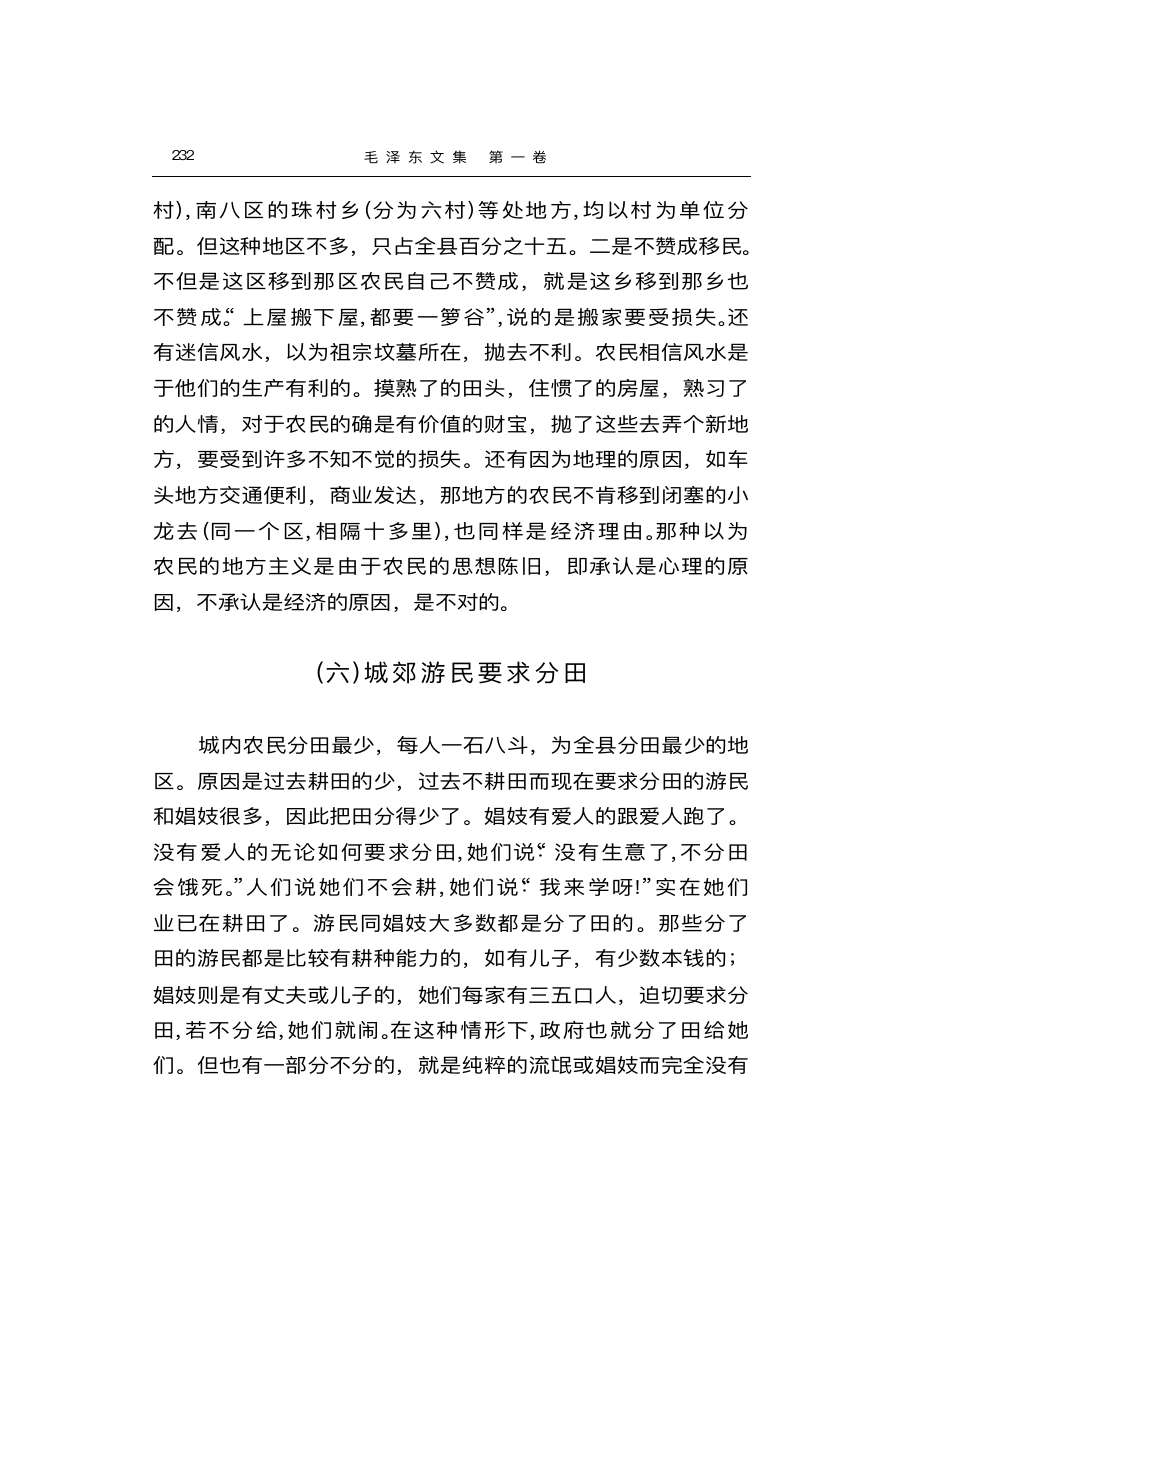 232
毛泽东文集 第一卷
村),南八区的珠村乡(分为六村)等处地方,均以村为单位分
配。但这种地区不多，只占全县百分之十五。二是不赞成移民。
不但是这区移到那区农民自己不赞成，就是这乡移到那乡也
不赞成。“上屋搬下屋,都要一箩谷”,说的是搬家要受损失。还
有迷信风水，以为祖宗坟墓所在，抛去不利。农民相信风水是
于他们的生产有利的。摸熟了的田头，住惯了的房屋，熟习了
的人情，对于农民的确是有价值的财宝，抛了这些去弄个新地
方，要受到许多不知不觉的损失。还有因为地理的原因，如车
头地方交通便利，商业发达，那地方的农民不肯移到闭塞的小
龙去(同一个区,相隔十多里),也同样是经济理由。那种以为
农民的地方主义是由于农民的思想陈旧，即承认是心理的原
因，不承认是经济的原因，是不对的。
(六)城郊游民要求分田
城内农民分田最少，每人一石八斗，为全县分田最少的地
区。原因是过去耕田的少，过去不耕田而现在要求分田的游民
和娼妓很多，因此把田分得少了。娼妓有爱人的跟爱人跑了。
没有爱人的无论如何要求分田,她们说:“没有生意了,不分田
会饿死。”人们说她们不会耕,她们说:“我来学呀!”实在她们
业已在耕田了。游民同娼妓大多数都是分了田的。那些分了
田的游民都是比较有耕种能力的，如有儿子，有少数本钱的；
娼妓则是有丈夫或儿子的，她们每家有三五口人，迫切要求分
田,若不分给,她们就闹。在这种情形下,政府也就分了田给她
们。但也有一部分不分的，就是纯粹的流氓或娼妓而完全没有